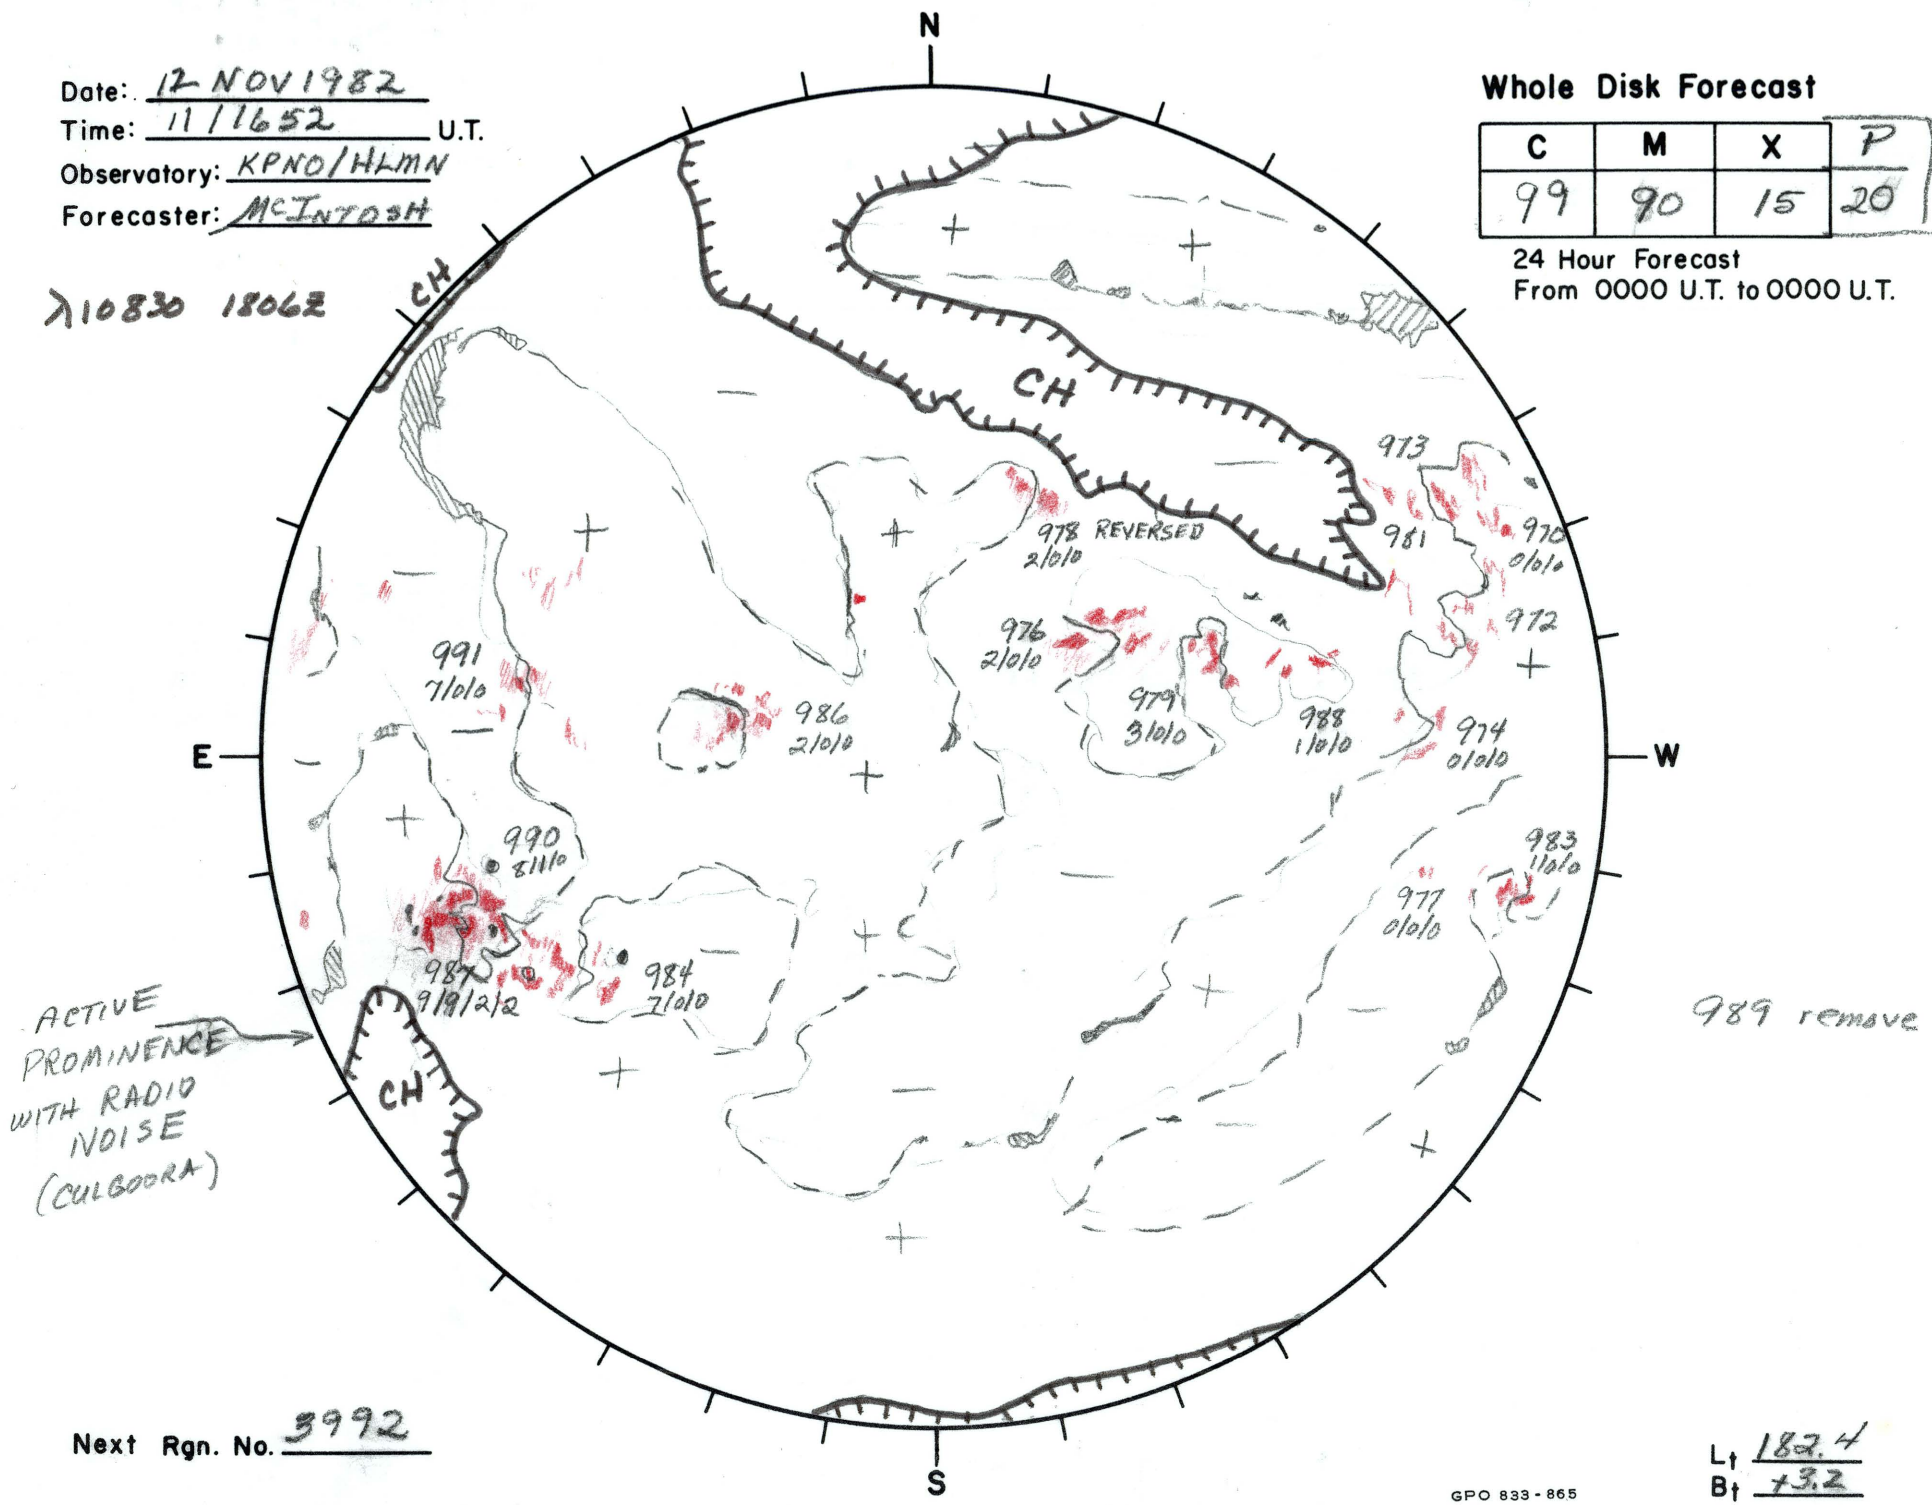 N
Date: 12 NOV 1982
Time: 11/1652 U.T.
Observatory: KPNO/HLMN
Forecaster: McINTOSH
λ10830 1806Z
Whole Disk Forecast
C M X P
99 90 15 20
24 Hour Forecast
From 0000 U.T. to 0000 U.T.
CH
CH
973
978 REVERSED
2/0/0
981
970
0/0/0
976
2/0/0
972
991
7/0/0
979
3/0/0
988
1/0/0
986
2/0/0
974
0/0/0
E
W
990
8/1/0
983
1/0/0
977
0/0/0
987
9/9/2/2
984
7/0/0
ACTIVE
PROMINENCE
WITH RADIO
NOISE
(CULGOORA)
989 remove
CH
Next Rgn. No. 3992
S
GPO 833-865
Lt 182.4
Bt +3.2